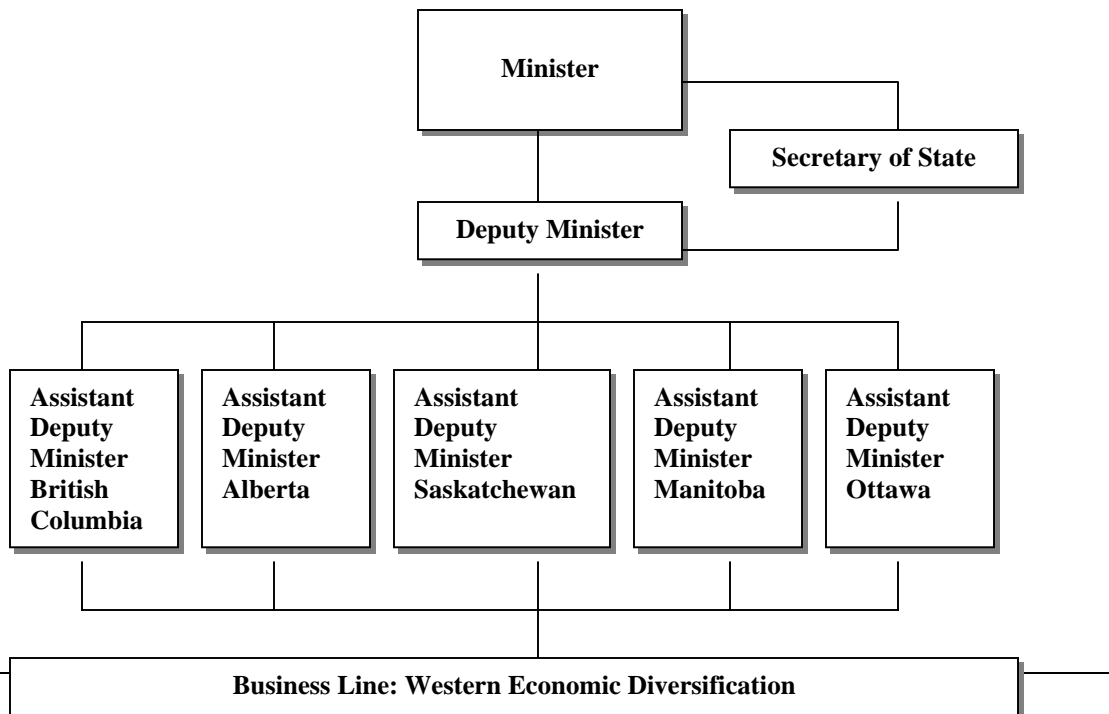 Minister
Secretary of State
Deputy Minister
Assistant
Deputy
Minister
British
Columbia
Assistant
Deputy
Minister
Alberta
Assistant
Deputy
Minister
Saskatchewan
Assistant
Deputy
Minister
Manitoba
Assistant
Deputy
Minister
Ottawa
Business Line: Western Economic Diversification